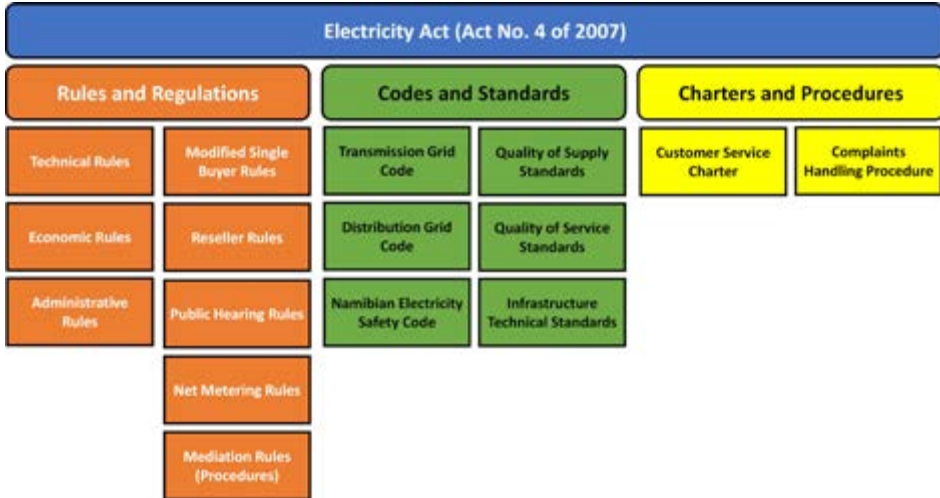 Electricity Act (Act No. 4 of 2007)
Rules and Regulations
Technical Rules
Modified Single
Buyer Rules
Economic Rules
Reseller Rules
Administrative
Rules
Public Hearing Rules
Net Metering Rules
Mediation Rules
(Procedures)
Codes and Standards
Transmission Grid
Code
Quality of Supply
Standards
Distribution Grid
Code
Quality of Service
Standards
Namibian Electricity
Safety Code
Infrastructure
Technical Standards
Charters and Procedures
Customer Service
Charter
Complaints
Handling Procedure